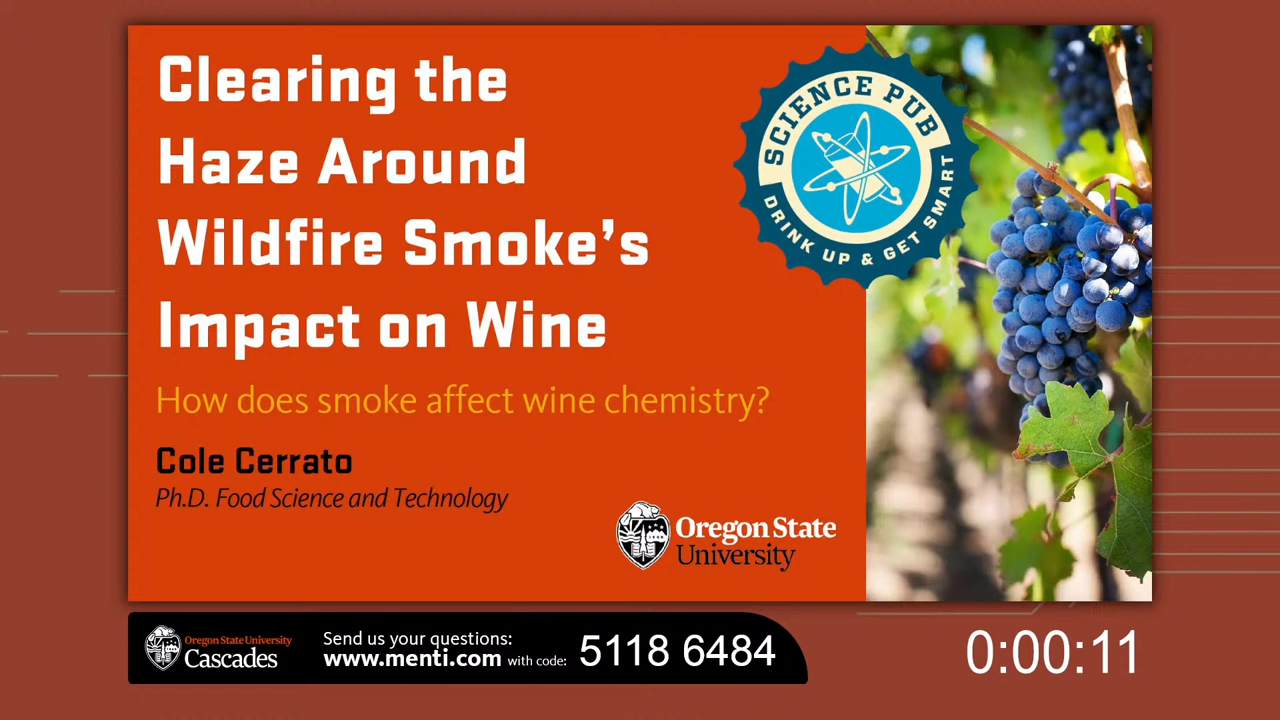 Clearing the
Haze Around
Wildfire Smoke's
Impact on Wine
How does smoke affect wine chemistry?
Cole Cerrato
Ph.D. Food Science and Technology
SCIENCE PUB
DRINK UP & GET SMART
Oregon State
University
Oregon State University
Cascades
Send us your questions:
www.menti.com with code:
5118 6484
0:00:11